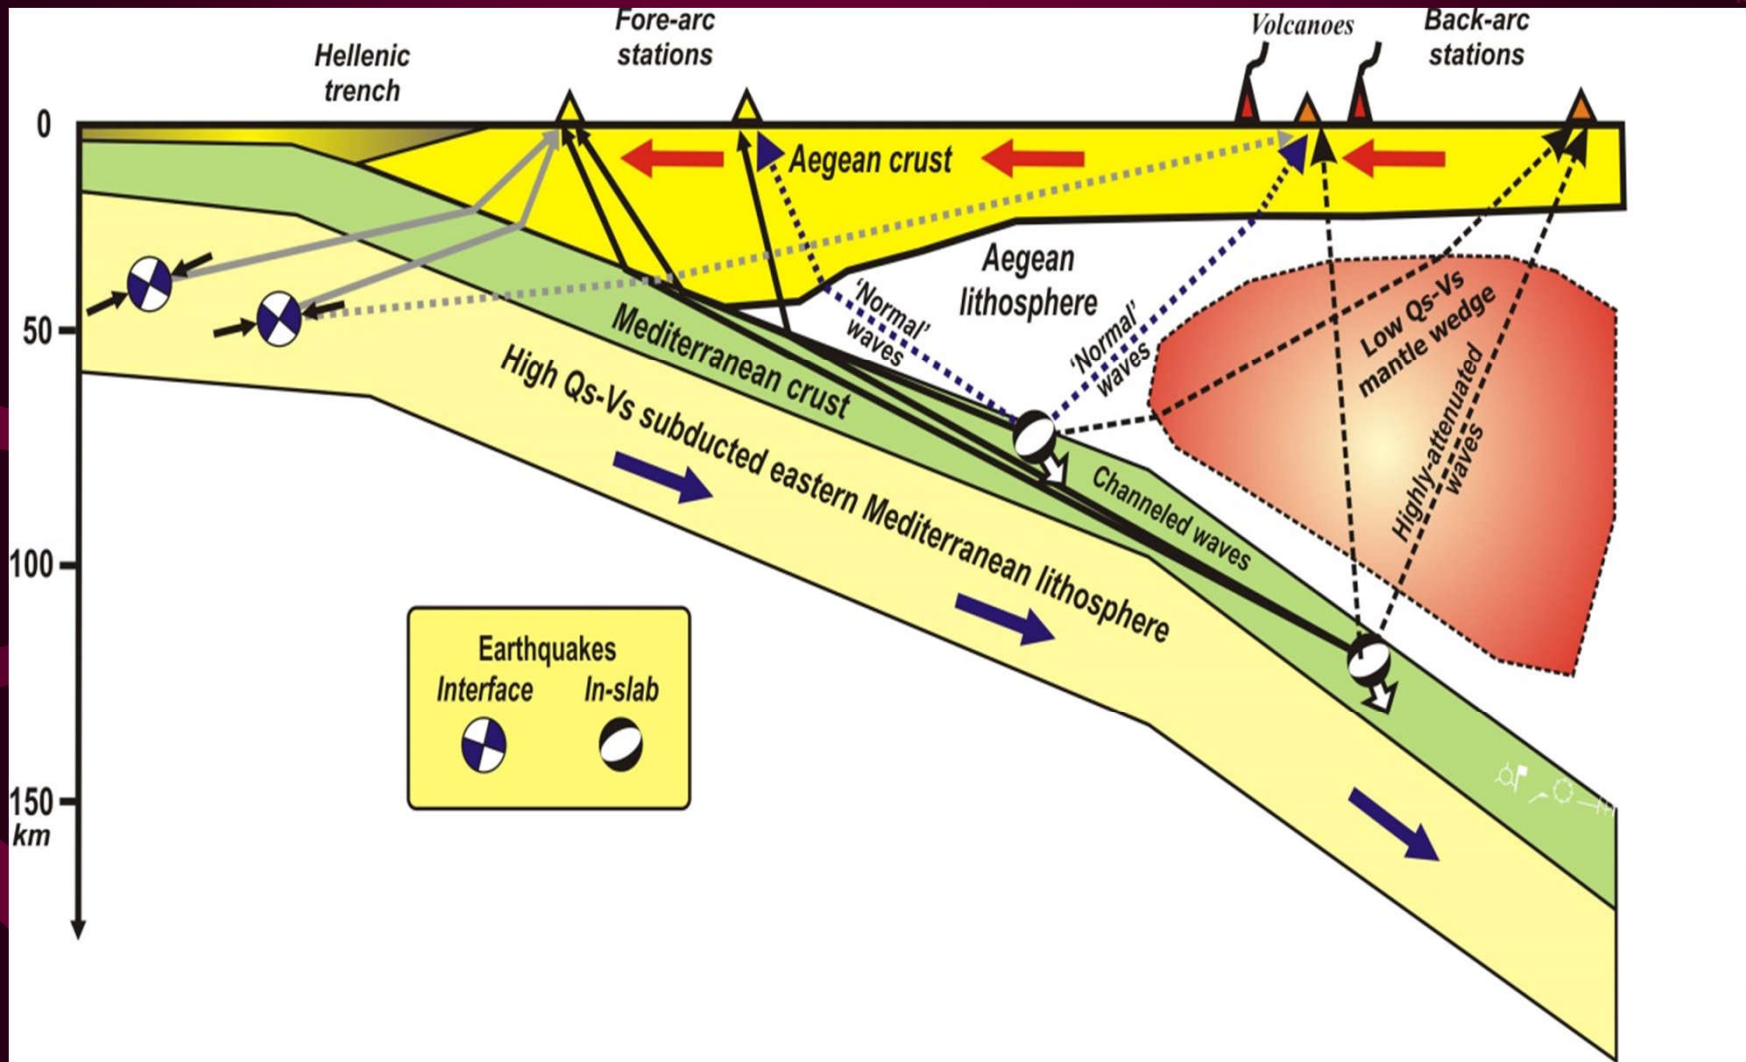 Hellenic
trench
Fore-arc
stations
Volcanoes
Back-arc
stations
0
50
100
150
km
Aegean crust
Aegean
lithosphere
'Normal'
waves
'Normal'
waves
Low Qs-Vs
mantle wedge
Highly-attenuated
waves
Mediterranean crust
Channeled waves
High Qs-Vs subducted eastern Mediterranean lithosphere
Earthquakes
Interface
In-slab